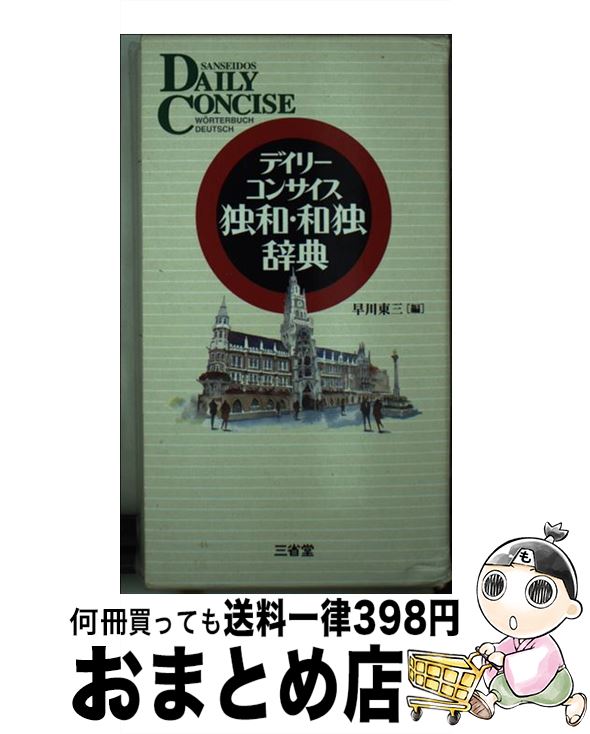 SANSEIDOS
DAILY
CONCISE
WÖRTERBUCH
DEUTSCH
デイリー
コンサイス
独和・和独
辞典
早川東三[編]
三省堂
も
何冊買っても送料一律398円
おまとめ店